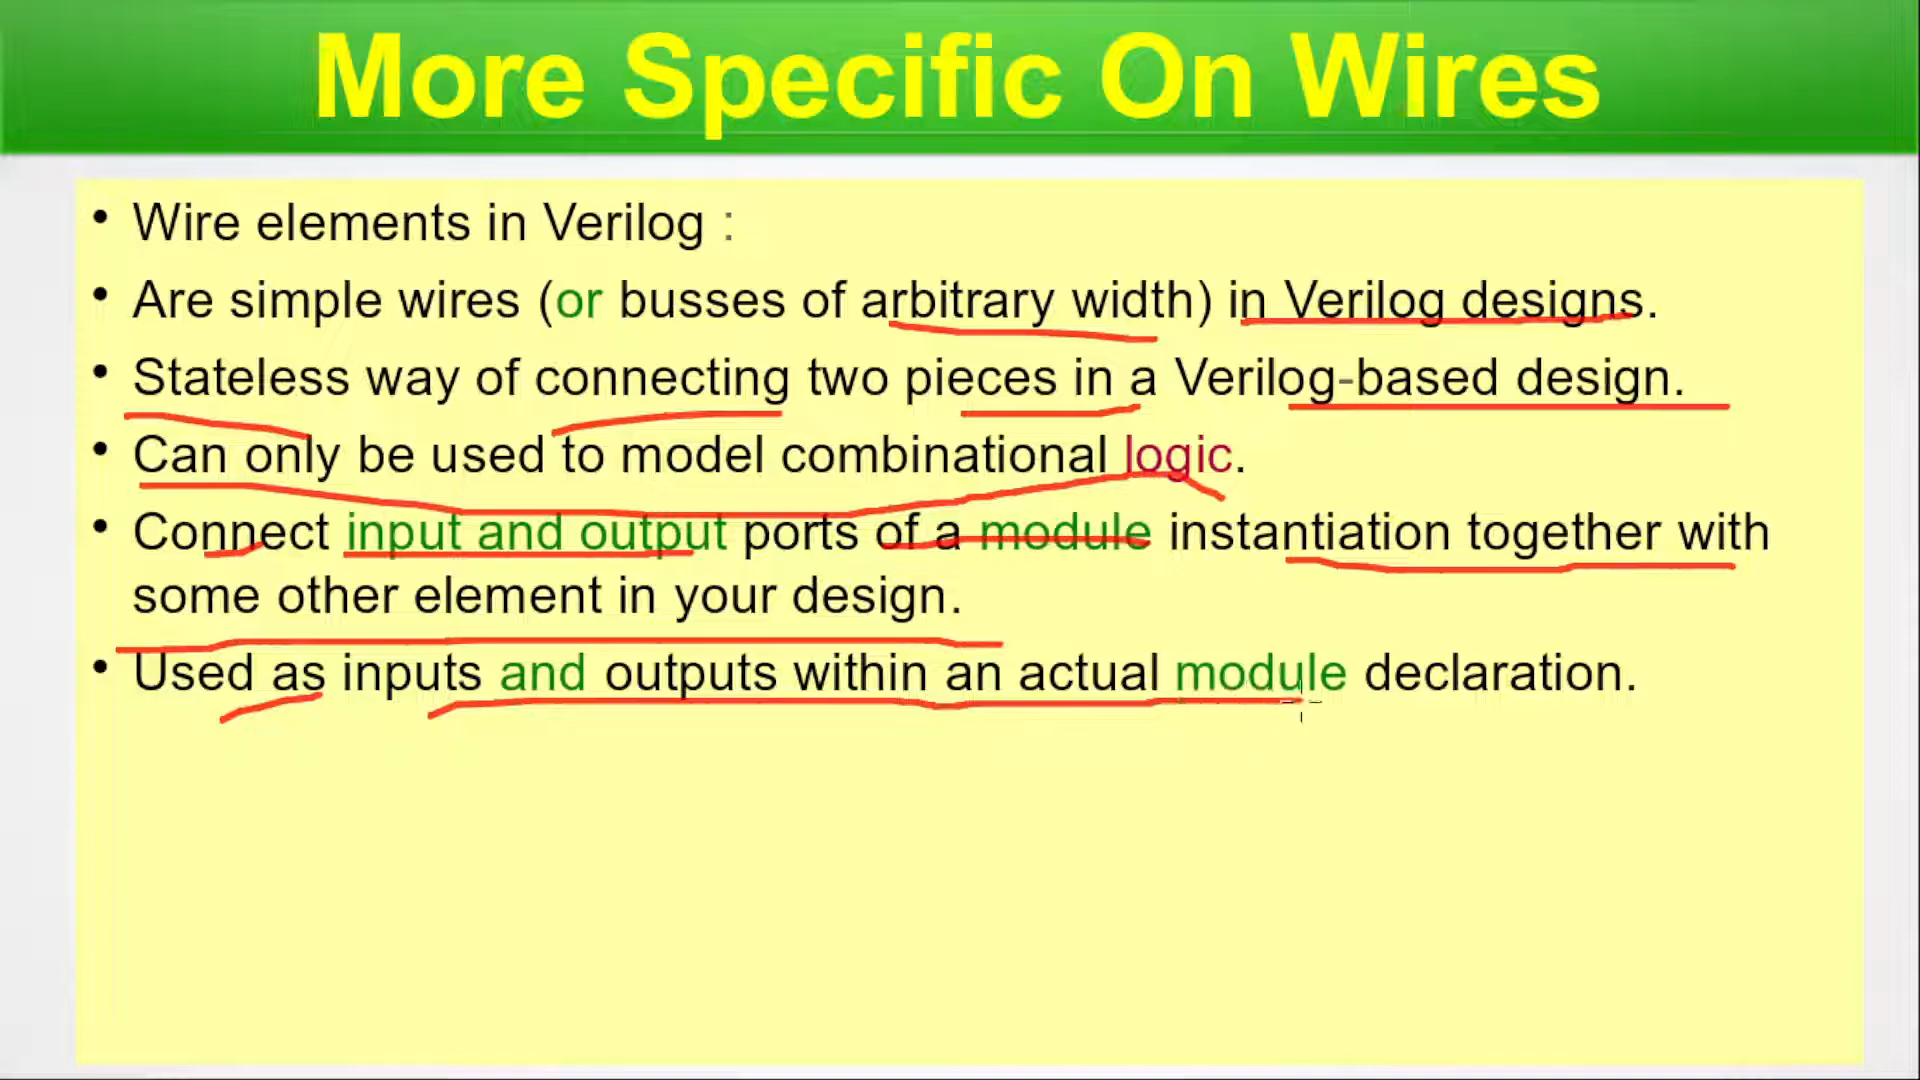 More Specific On Wires
• Wire elements in Verilog :
• Are simple wires (or busses of arbitrary width) in Verilog designs.
• Stateless way of connecting two pieces in a Verilog-based design.
• Can only be used to model combinational logic.
• Connect input and output ports of a module instantiation together with
some other element in your design.
• Used as inputs and outputs within an actual module declaration.